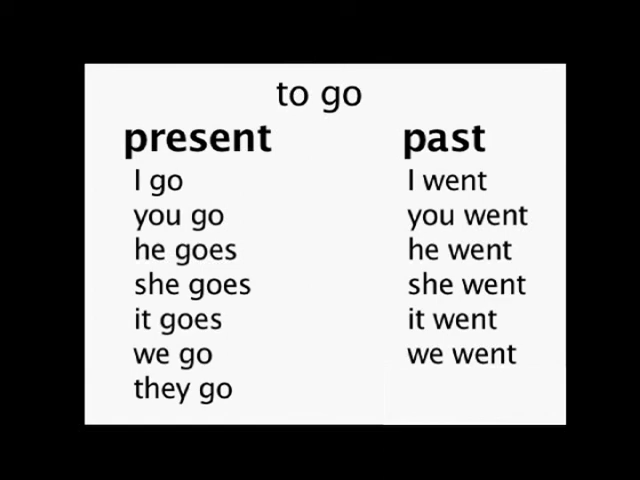 to go
present past
I go I went
you go you went
he goes he went
she goes she went
it goes it went
we go we went
they go